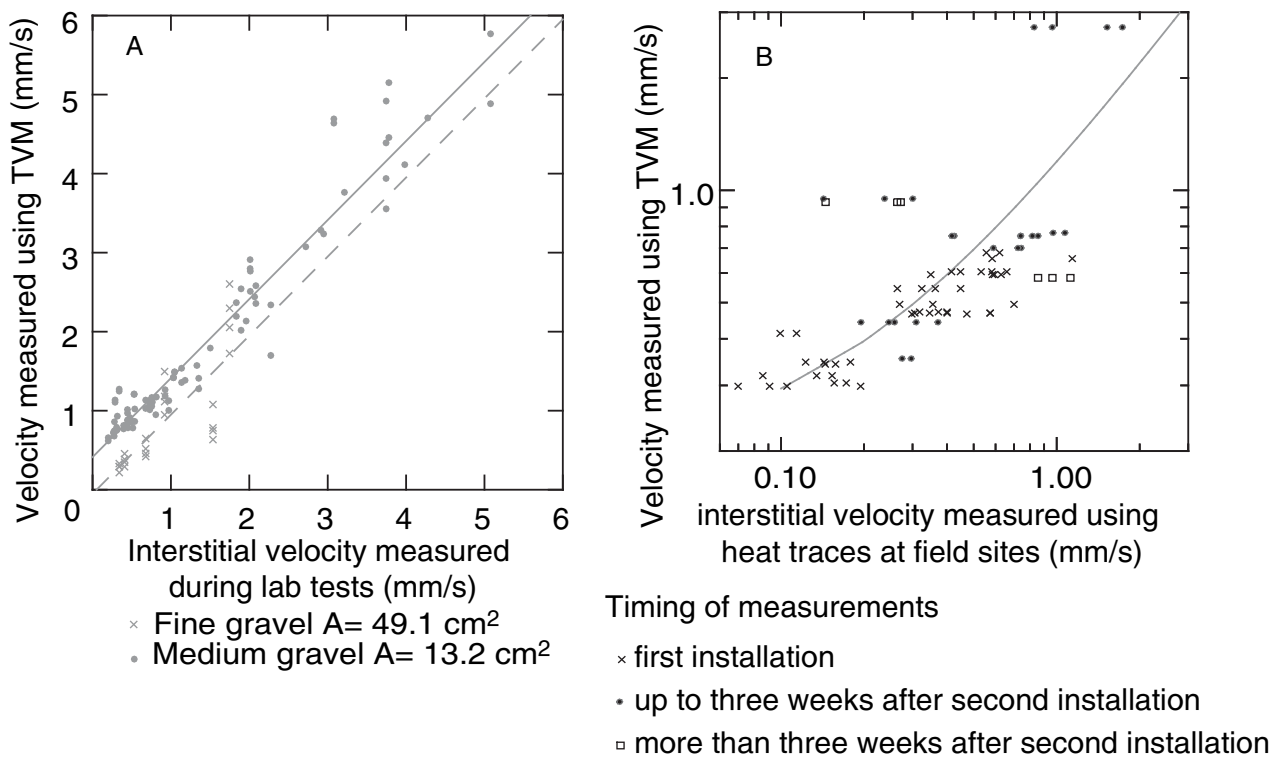 A
Velocity measured using TVM (mm/s)
6
5
4
3
2
1
0
1
2
3
4
5
6
Interstitial velocity measured
during lab tests (mm/s)
× Fine gravel A= 49.1 cm²
Medium gravel A= 13.2 cm²
B
Velocity measured using TVM (mm/s)
1.0
0.10
1.00
interstitial velocity measured using
heat traces at field sites (mm/s)
Timing of measurements
× first installation
up to three weeks after second installation
more than three weeks after second installation